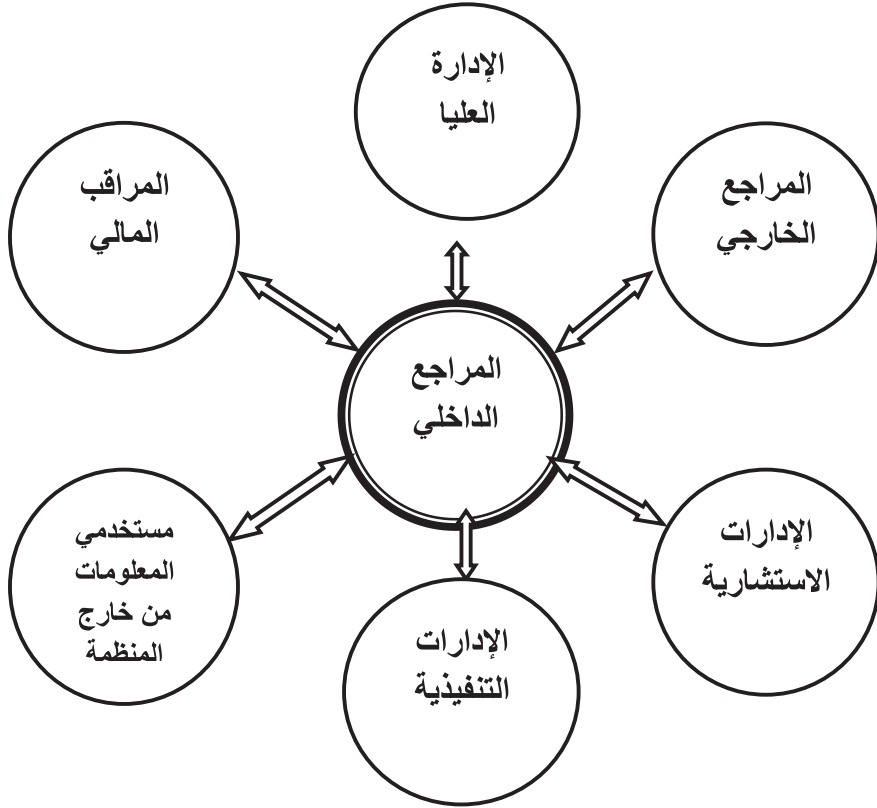 الإدارة
العليا
المراجع
الخارجي
المراقب
المالي
المراجع
الداخلي
الإدارات
الاستشارية
مستخدمي
المعلومات
من خارج
المنظمة
الإدارات
التنفيذية